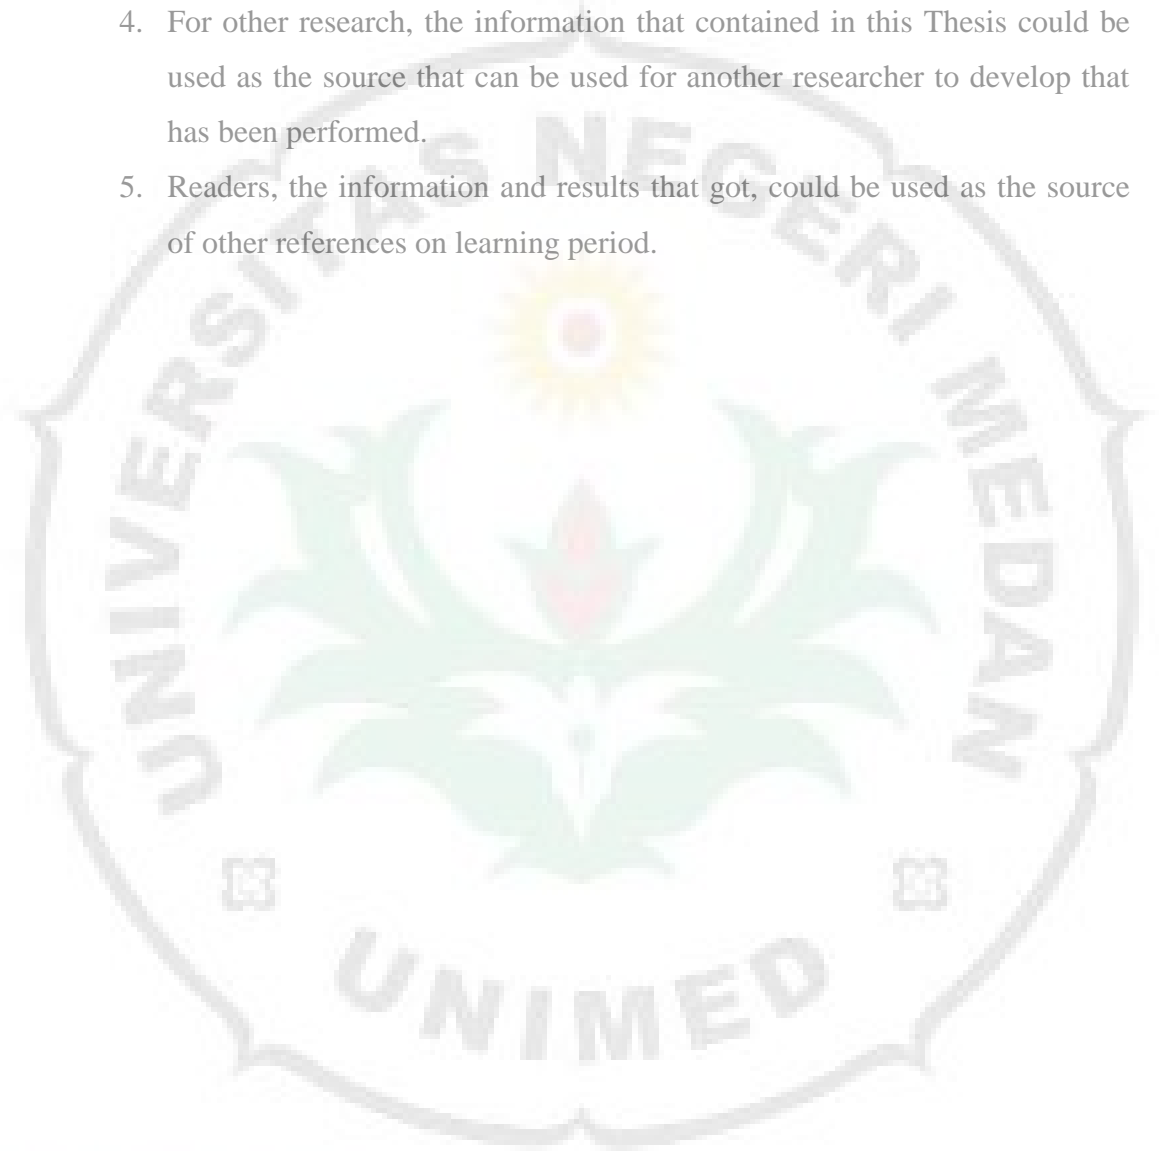 4. For other research, the information that contained in this Thesis could be
used as the source that can be used for another researcher to develop that
has been performed.
5. Readers, the information and results that got, could be used as the source
of other references on learning period.
UNIVERSITAS NEGERI MEDAN
UNIMED